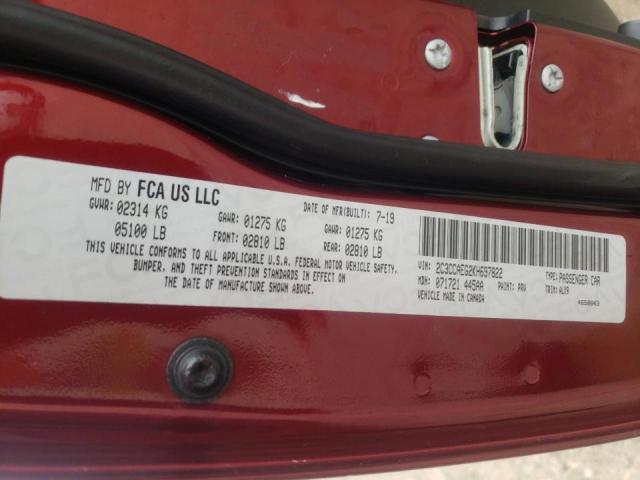 MFD BY FCA US LLC
DATE OF MFR(BUILT): 7-19
GVWR: 02314 KG GAWR: 01275 KG GAWR: 01275 KG
05100 LB FRONT: 02810 LB REAR: 02810 LB
THIS VEHICLE CONFORMS TO ALL APPLICABLE U.S.A. FEDERAL MOTOR VEHICLE SAFETY,
BUMPER, AND THEFT PREVENTION STANDARDS IN EFFECT ON
THE DATE OF MANUFACTURE SHOWN ABOVE.
VIN: 2C3CCAEG2KH697822 TYPE: PASSENGER CAR
MDH: 071721 445AA PAINT: PRV TRIM: ALX9
VEHICLE MADE IN CANADA